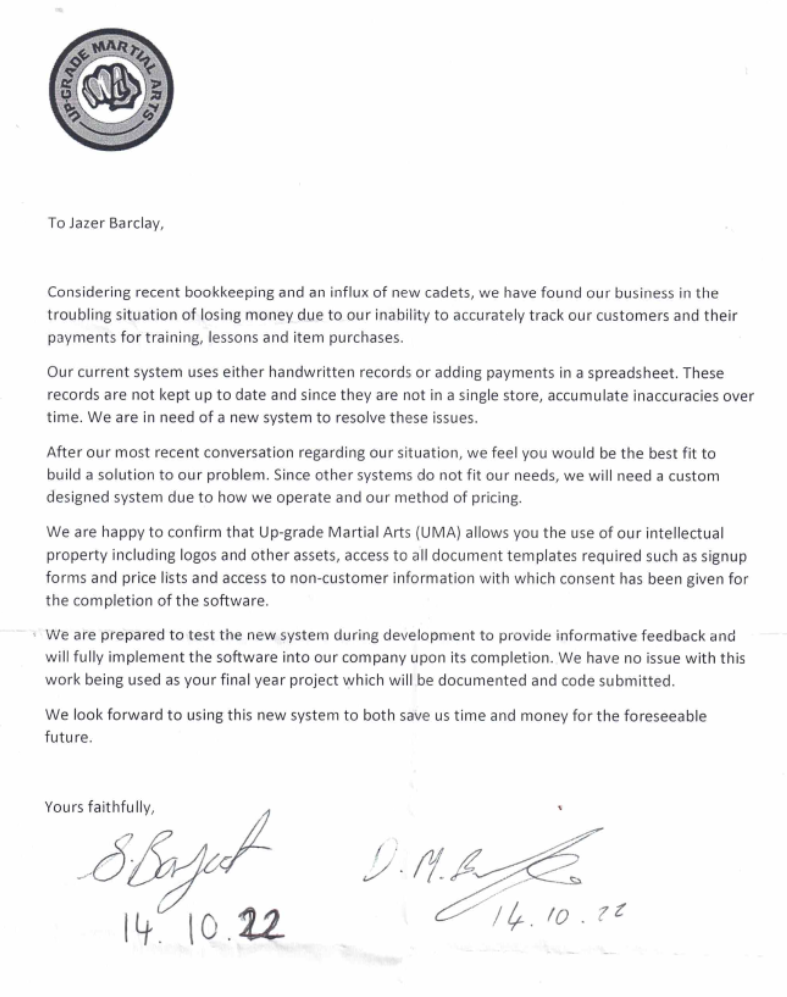 UP-GRADE MARTIAL ARTS
To Jazer Barclay,
Considering recent bookkeeping and an influx of new cadets, we have found our business in the
troubling situation of losing money due to our inability to accurately track our customers and their
payments for training, lessons and item purchases.
Our current system uses either handwritten records or adding payments in a spreadsheet. These
records are not kept up to date and since they are not in a single store, accumulate inaccuracies over
time. We are in need of a new system to resolve these issues.
After our most recent conversation regarding our situation, we feel you would be the best fit to
build a solution to our problem. Since other systems do not fit our needs, we will need a custom
designed system due to how we operate and our method of pricing.
We are happy to confirm that Up-grade Martial Arts (UMA) allows you the use of our intellectual
property including logos and other assets, access to all document templates required such as signup
forms and price lists and access to non-customer information with which consent has been given for
the completion of the software.
We are prepared to test the new system during development to provide informative feedback and
will fully implement the software into our company upon its completion. We have no issue with this
work being used as your final year project which will be documented and code submitted.
We look forward to using this new system to both save us time and money for the foreseeable
future.
Yours faithfully,
S. D. M.
14. 10. 22 14. 10. 22